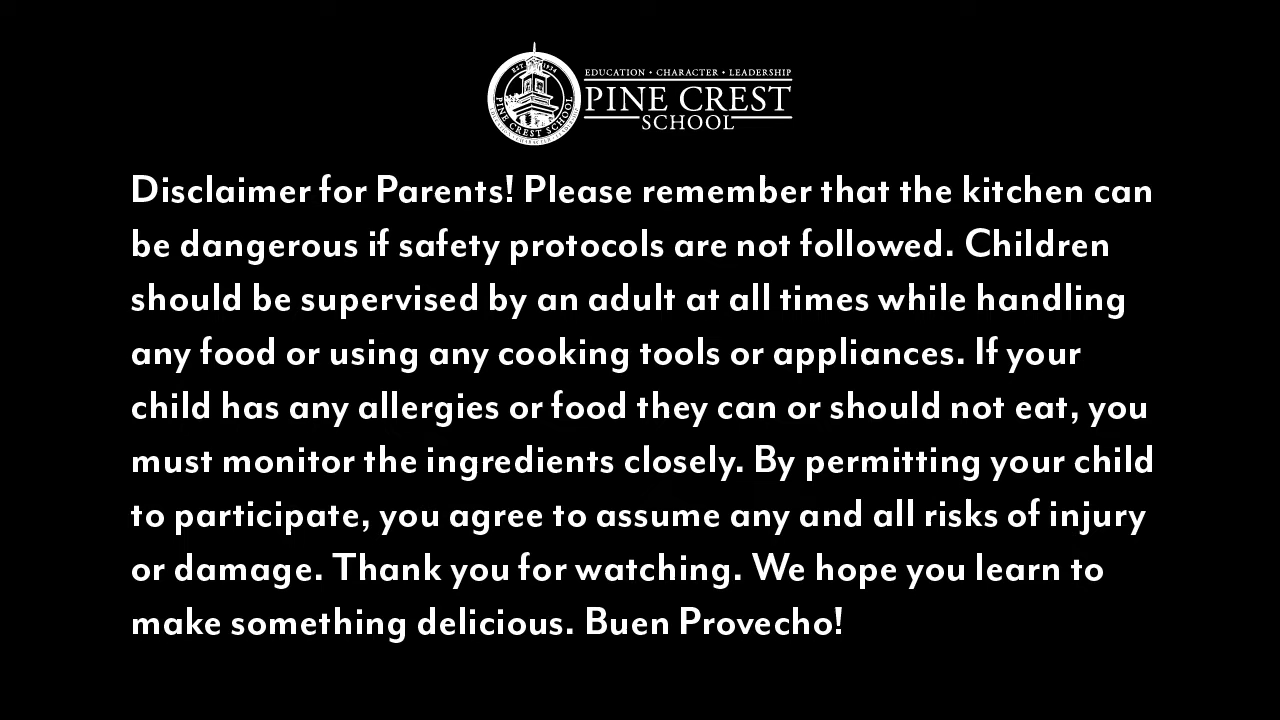 EST. 1934
PINE CREST SCHOOL
EDUCATION • CHARACTER • LEADERSHIP
PINE CREST
SCHOOL
Disclaimer for Parents! Please remember that the kitchen can
be dangerous if safety protocols are not followed. Children
should be supervised by an adult at all times while handling
any food or using any cooking tools or appliances. If your
child has any allergies or food they can or should not eat, you
must monitor the ingredients closely. By permitting your child
to participate, you agree to assume any and all risks of injury
or damage. Thank you for watching. We hope you learn to
make something delicious. Buen Provecho!